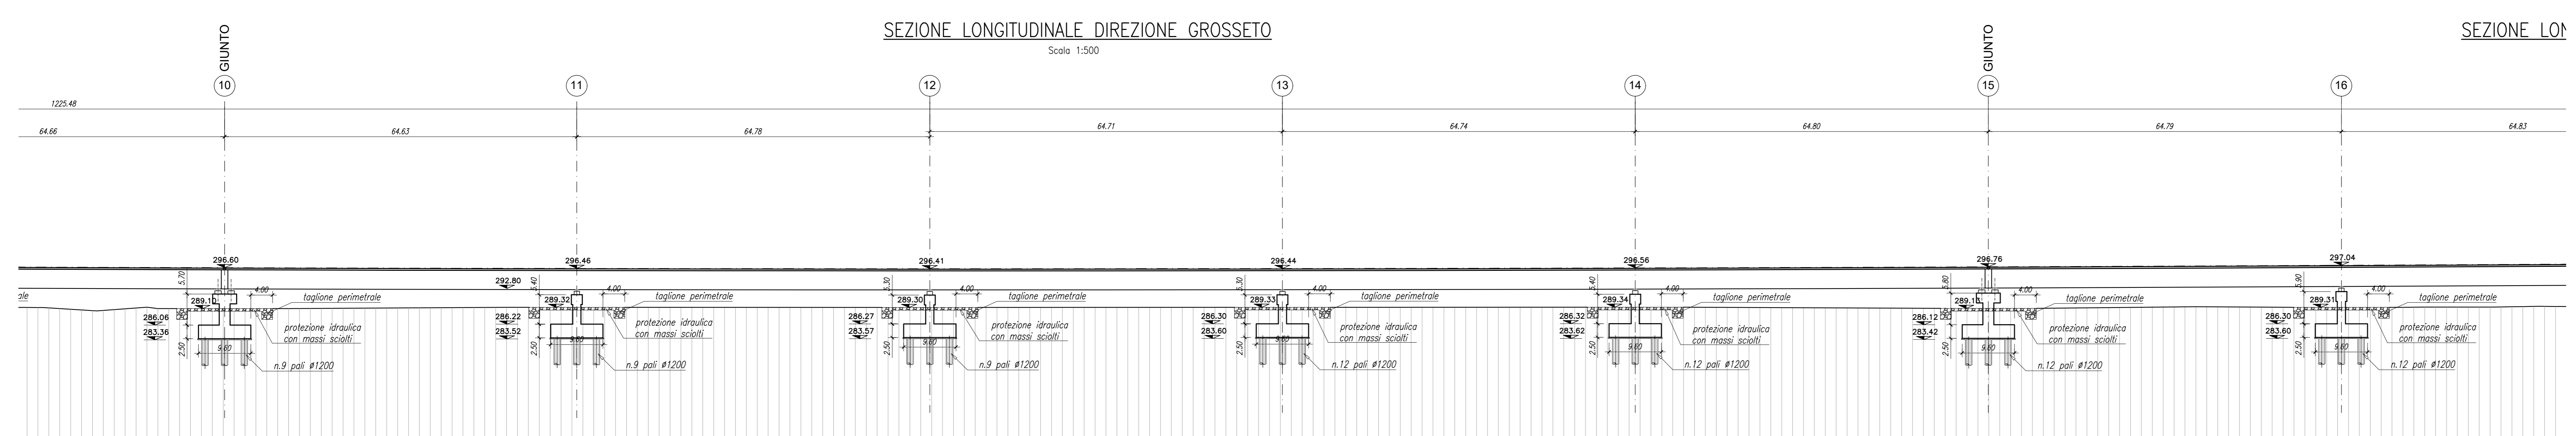 SEZIONE LONGITUDINALE DIREZIONE GROSSETO
SEZIONE LON
Scala 1:500
GIUNTO
GIUNTO
10
11
12
13
14
15
16
1225.48
64.66
64.63
64.78
64.71
64.74
64.80
64.79
64.83
296.60
296.46
296.41
296.44
296.56
296.76
297.04
292.80
5.70
289.10
4.00
taglione perimetrale
286.06
283.36
protezione idraulica
con massi sciolti
2.50
9.60
n.9 pali Ø1200
5.40
289.32
4.00
taglione perimetrale
286.22
283.52
protezione idraulica
con massi sciolti
2.50
9.60
n.9 pali Ø1200
5.30
289.30
4.00
taglione perimetrale
286.27
283.57
protezione idraulica
con massi sciolti
2.50
9.60
n.9 pali Ø1200
5.30
289.33
4.00
taglione perimetrale
286.30
283.60
protezione idraulica
con massi sciolti
2.50
9.60
n.12 pali Ø1200
5.40
289.34
4.00
taglione perimetrale
286.32
283.62
protezione idraulica
con massi sciolti
2.50
9.60
n.12 pali Ø1200
5.80
289.13
4.00
taglione perimetrale
286.12
283.42
protezione idraulica
con massi sciolti
2.50
9.60
n.12 pali Ø1200
5.90
289.31
4.00
taglione perimetrale
286.30
283.60
protezione idraulica
con massi sciolti
2.50
9.60
n.12 pali Ø1200
ale